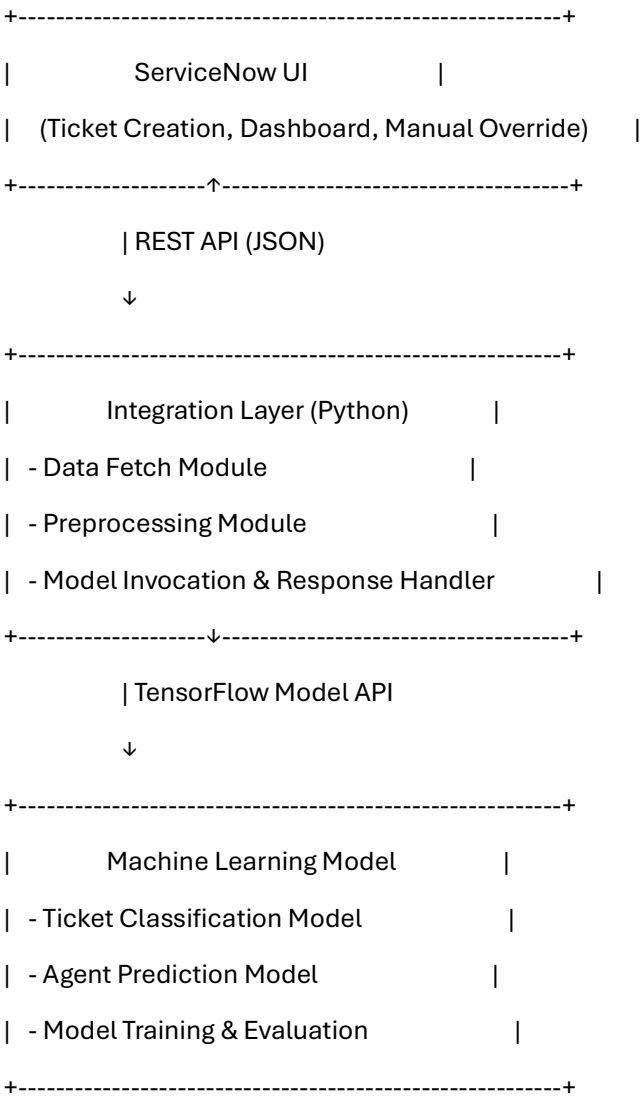 +----------------------------------------------------------+
| ServiceNow UI |
| (Ticket Creation, Dashboard, Manual Override) |
+--------------------↑-------------------------------------+
| REST API (JSON)
↓
+----------------------------------------------------------+
| Integration Layer (Python) |
| - Data Fetch Module |
| - Preprocessing Module |
| - Model Invocation & Response Handler |
+--------------------↓-------------------------------------+
| TensorFlow Model API
↓
+----------------------------------------------------------+
| Machine Learning Model |
| - Ticket Classification Model |
| - Agent Prediction Model |
| - Model Training & Evaluation |
+----------------------------------------------------------+